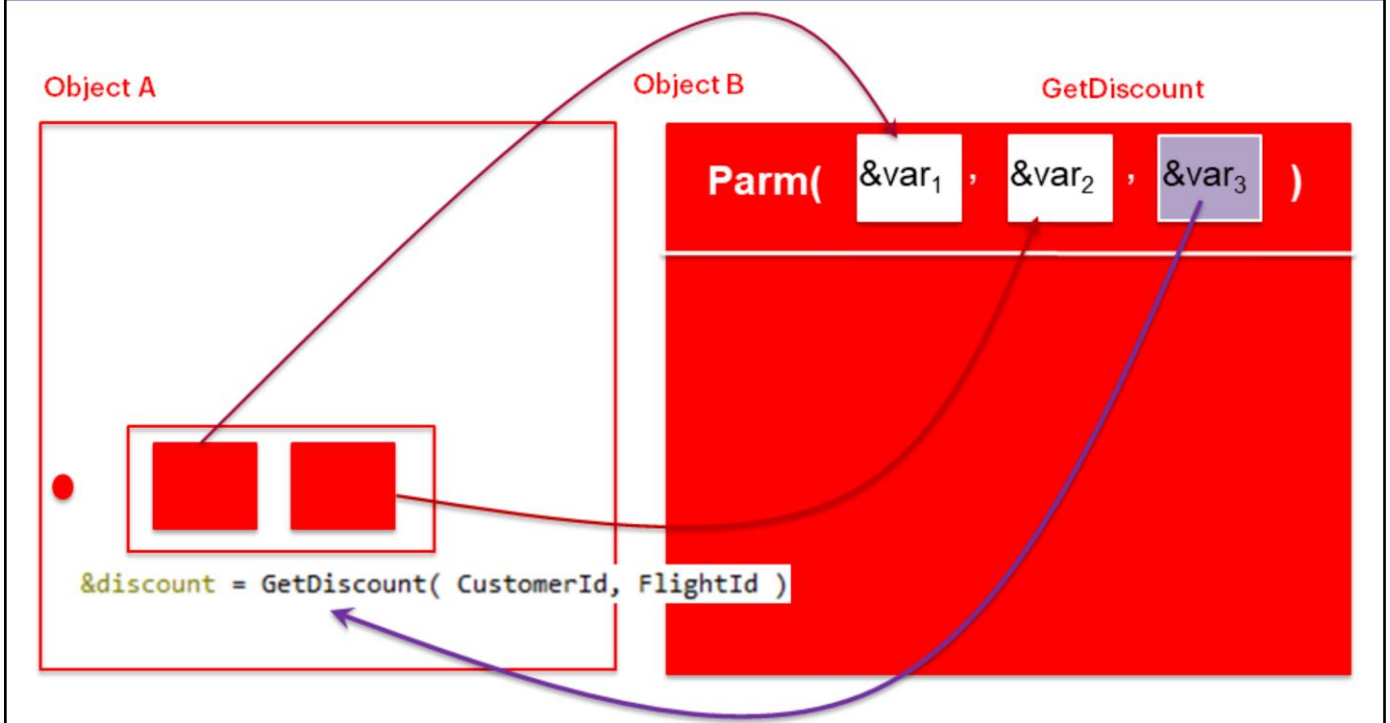 Object A
Object B
GetDiscount
Parm( &var₁ , &var₂ , &var₃ )
&discount = GetDiscount( CustomerId, FlightId )